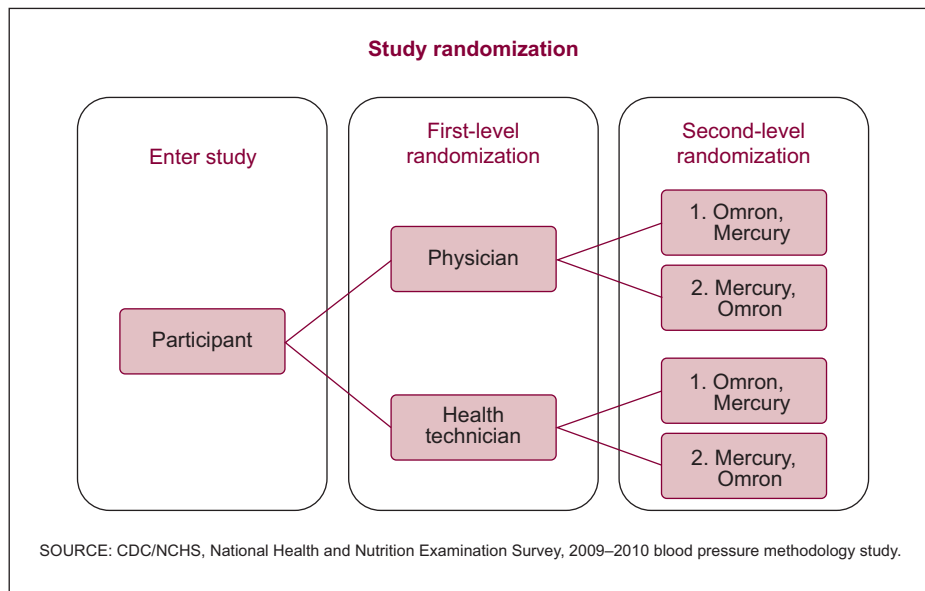 Study randomization
Enter study
Participant
First-level
randomization
Physician
Health
technician
Second-level
randomization
1. Omron,
Mercury
2. Mercury,
Omron
1. Omron,
Mercury
2. Mercury,
Omron
SOURCE: CDC/NCHS, National Health and Nutrition Examination Survey, 2009–2010 blood pressure methodology study.